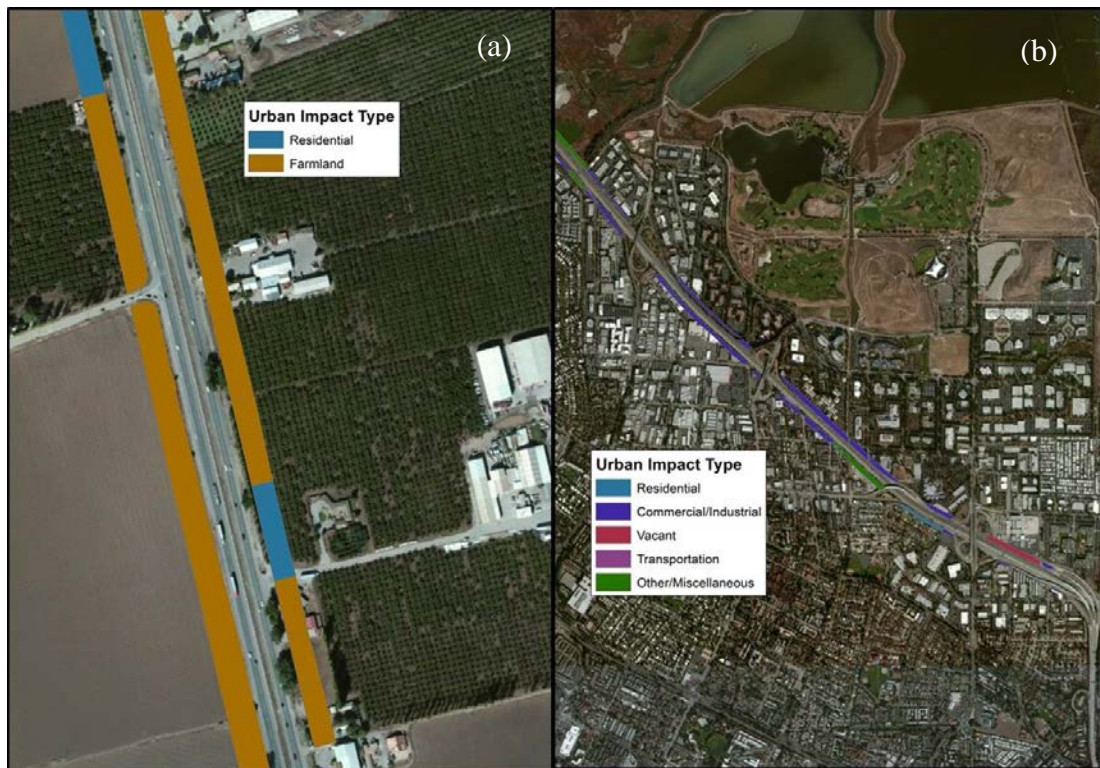 (a)
Urban Impact Type
Residential
Farmland
(b)
Urban Impact Type
Residential
Commercial/Industrial
Vacant
Transportation
Other/Miscellaneous